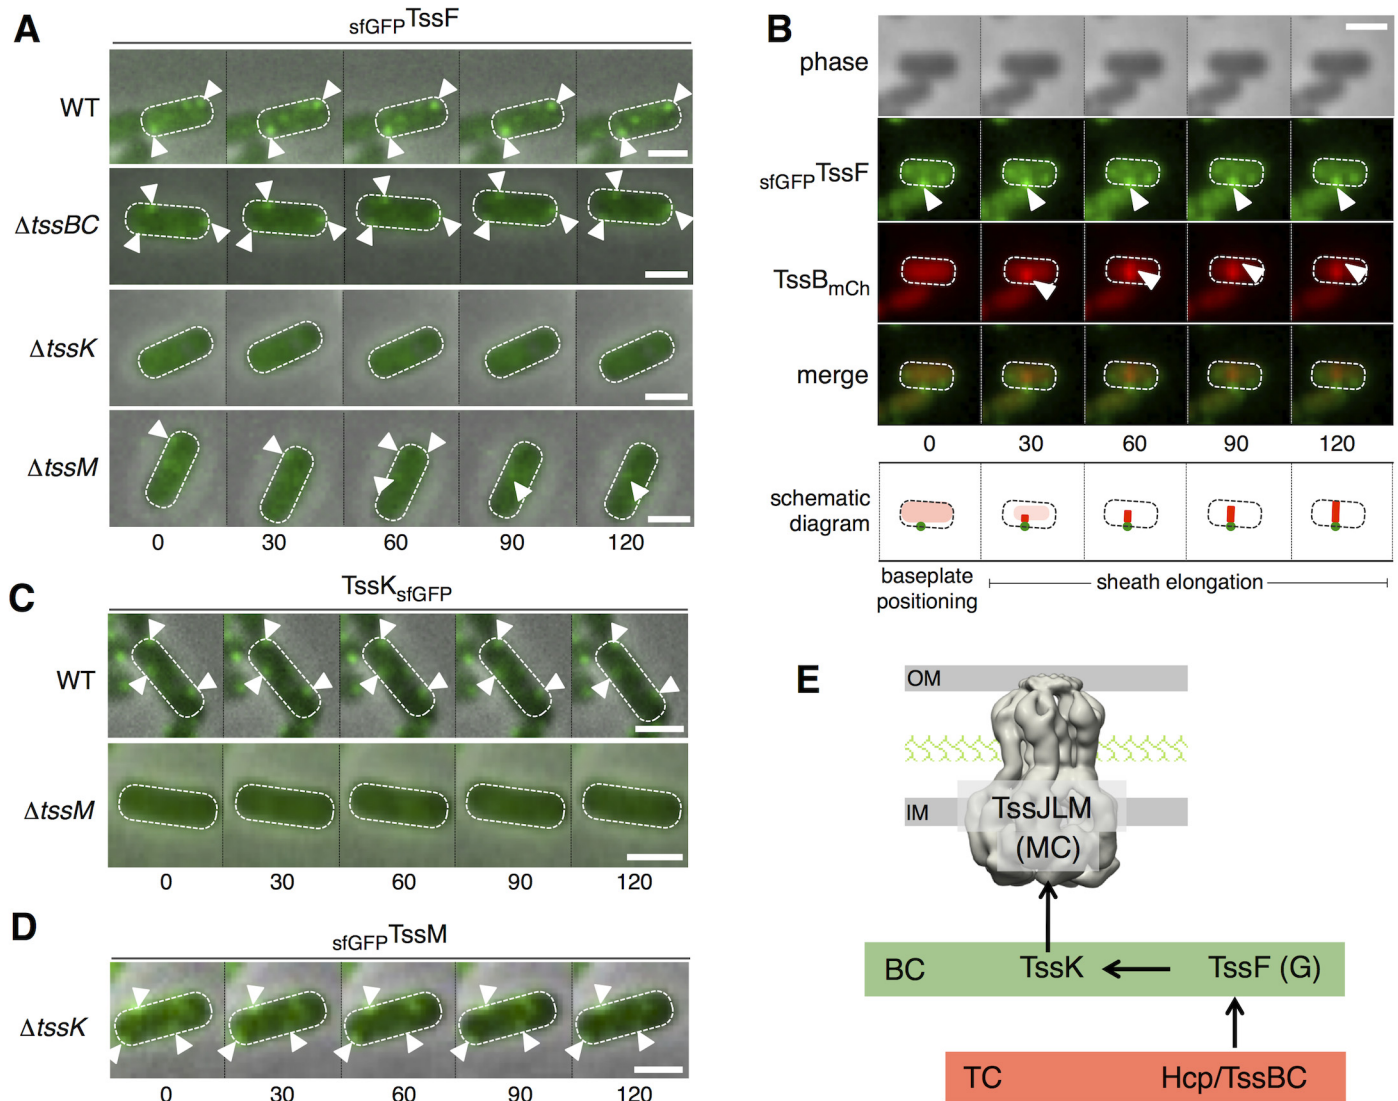 A
sfGFPTssF
WT
ΔtssBC
ΔtssK
ΔtssM
0 30 60 90 120
B
phase
sfGFPTssF
TssBmCh
merge
0 30 60 90 120
schematic
diagram
baseplate
positioning
sheath elongation
C
TssKsfGFP
WT
ΔtssM
0 30 60 90 120
D
sfGFPTssM
ΔtssK
0 30 60 90 120
E
OM
IM
TssJLM
(MC)
BC TssK TssF (G)
TC Hcp/TssBC